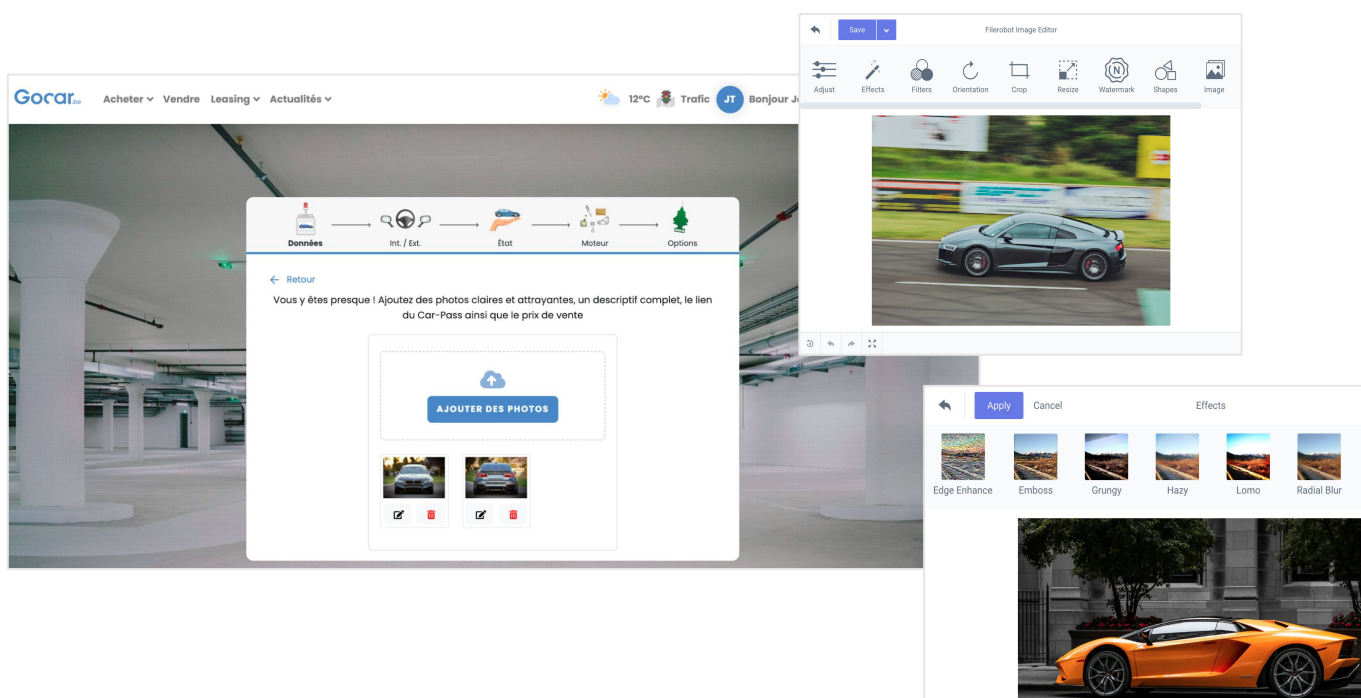 Gocar.be
Acheter
Vendre
Leasing
Actualités
12°C
Trafic
JT
Bonjour
Données
Int. / Ext.
État
Moteur
Options
Retour
Vous y êtes presque ! Ajoutez des photos claires et attrayantes, un descriptif complet, le lien
du Car-Pass ainsi que le prix de vente
AJOUTER DES PHOTOS
Save
Filerobot Image Editor
Adjust
Effects
Filters
Orientation
Crop
Resize
N
Watermark
Shapes
Image
Apply
Cancel
Effects
Edge Enhance
Emboss
Grungy
Hazy
Lomo
Radial Blur